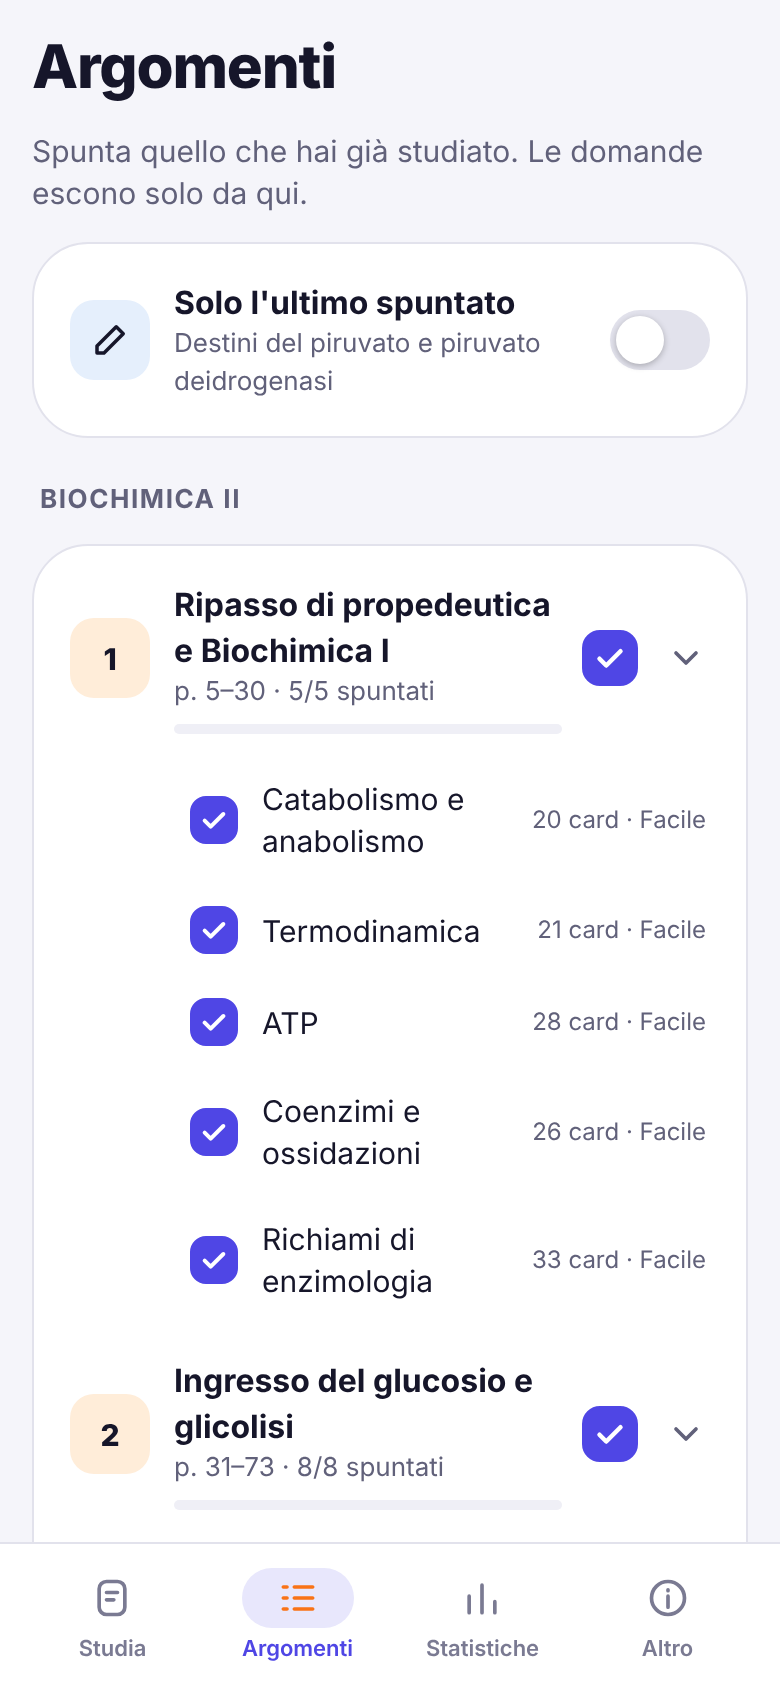 Argomenti
Spunta quello che hai già studiato. Le domande
escono solo da qui.
Solo l'ultimo spuntato
Destini del piruvato e piruvato
deidrogenasi
BIOCHIMICA II
1
Ripasso di propedeutica
e Biochimica I
p. 5–30 · 5/5 spuntati
Catabolismo e
anabolismo
20 card · Facile
Termodinamica
21 card · Facile
ATP
28 card · Facile
Coenzimi e
ossidazioni
26 card · Facile
Richiami di
enzimologia
33 card · Facile
2
Ingresso del glucosio e
glicolisi
p. 31–73 · 8/8 spuntati
Studia
Argomenti
Statistiche
Altro